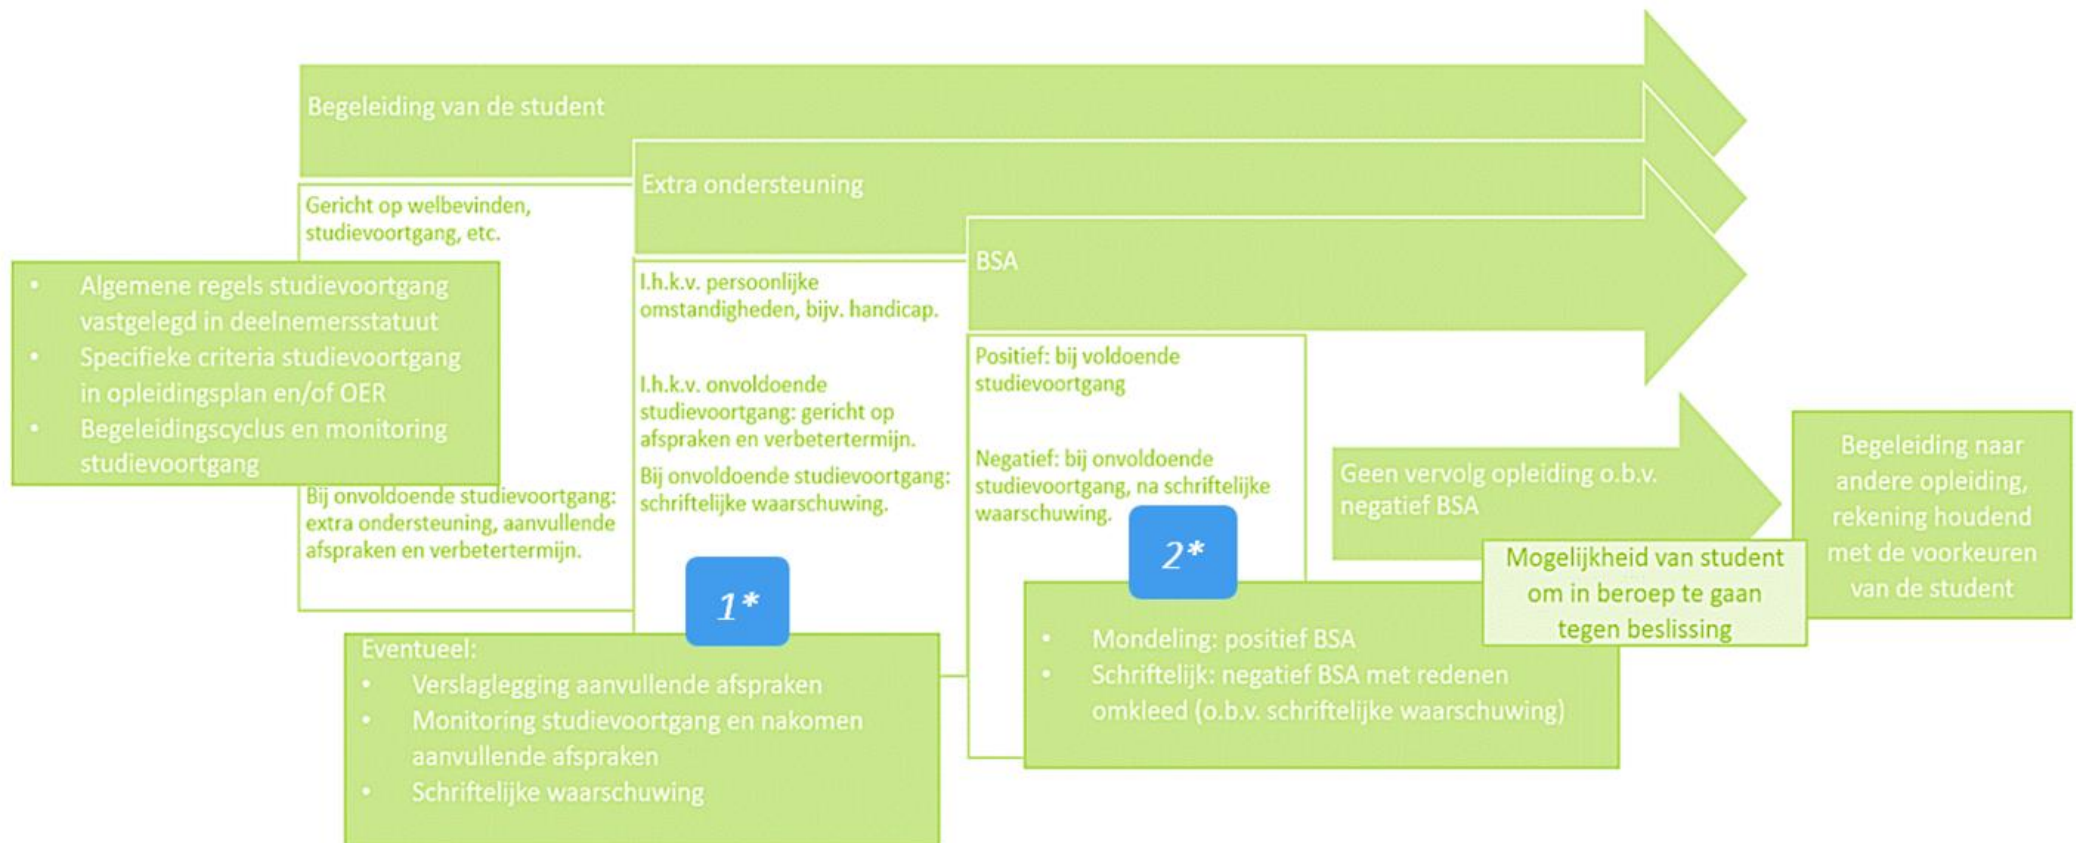 Begeleiding van de student
Gericht op welbevinden,
studievoortgang, etc.
• Algemene regels studievoortgang
vastgelegd in deelnemersstatuut
• Specifieke criteria studievoortgang
in opleidingsplan en/of OER
• Begeleidingscyclus en monitoring
studievoortgang
Bij onvoldoende studievoortgang:
extra ondersteuning, aanvullende
afspraken en verbetertermijn.
Extra ondersteuning
I.h.k.v. persoonlijke
omstandigheden, bijv. handicap.
I.h.k.v. onvoldoende
studievoortgang: gericht op
afspraken en verbetertermijn.
Bij onvoldoende studievoortgang:
schriftelijke waarschuwing.
1*
Eventueel:
• Verslaglegging aanvullende afspraken
• Monitoring studievoortgang en nakomen
aanvullende afspraken
• Schriftelijke waarschuwing
BSA
Positief: bij voldoende
studievoortgang
Negatief: bij onvoldoende
studievoortgang, na schriftelijke
waarschuwing.
2*
• Mondeling: positief BSA
• Schriftelijk: negatief BSA met redenen
omkleed (o.b.v. schriftelijke waarschuwing)
Geen vervolg opleiding o.b.v.
negatief BSA
Mogelijkheid van student
om in beroep te gaan
tegen beslissing
Begeleiding naar
andere opleiding,
rekening houdend
met de voorkeuren
van de student